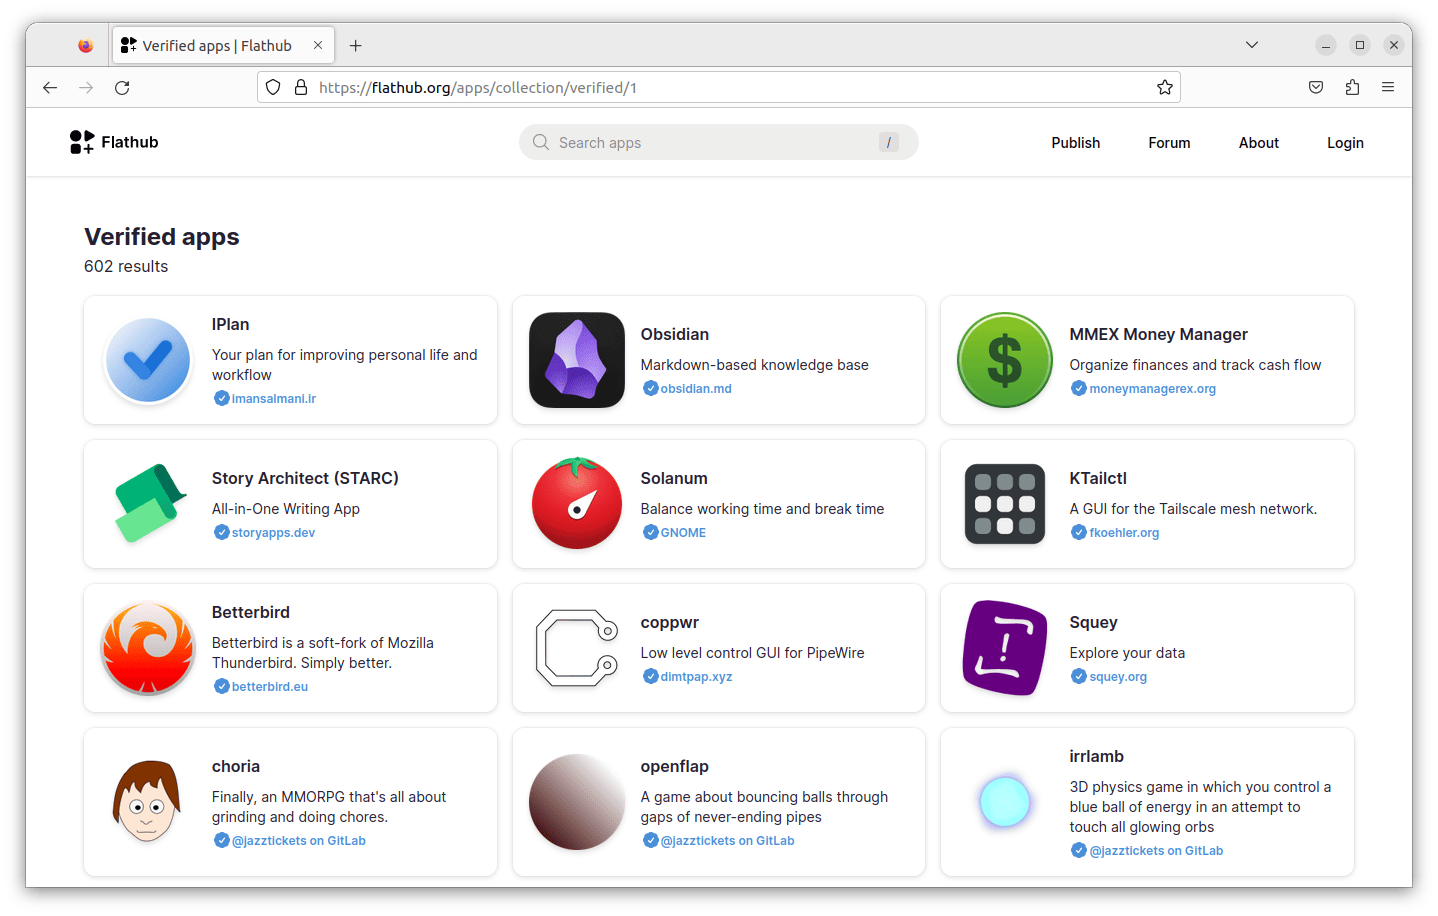 Verified apps | Flathub
https://flathub.org/apps/collection/verified/1
Flathub
Search apps
/
Publish
Forum
About
Login
Verified apps
602 results
IPlan
Your plan for improving personal life and
workflow
imansalmani.ir
Obsidian
Markdown-based knowledge base
obsidian.md
MMEX Money Manager
Organize finances and track cash flow
moneymanagerex.org
Story Architect (STARC)
All-in-One Writing App
storyapps.dev
Solanum
Balance working time and break time
GNOME
KTailctl
A GUI for the Tailscale mesh network.
fkoehler.org
Betterbird
Betterbird is a soft-fork of Mozilla
Thunderbird. Simply better.
betterbird.eu
coppwr
Low level control GUI for PipeWire
dimtpap.xyz
Squey
Explore your data
squey.org
choria
Finally, an MMORPG that's all about
grinding and doing chores.
@jazztickets on GitLab
openflap
A game about bouncing balls through
gaps of never-ending pipes
@jazztickets on GitLab
irrlamb
3D physics game in which you control a
blue ball of energy in an attempt to
touch all glowing orbs
@jazztickets on GitLab